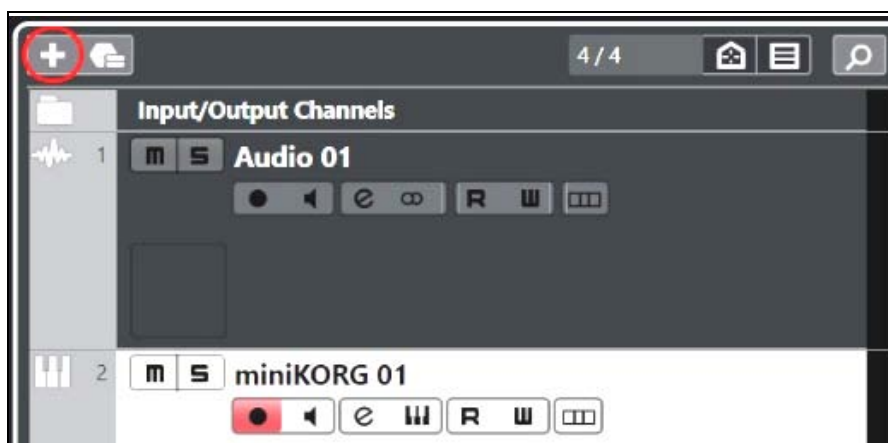 4 / 4
Input/Output Channels
1 m S Audio 01
e R W
2 m S miniKORG 01
e R W